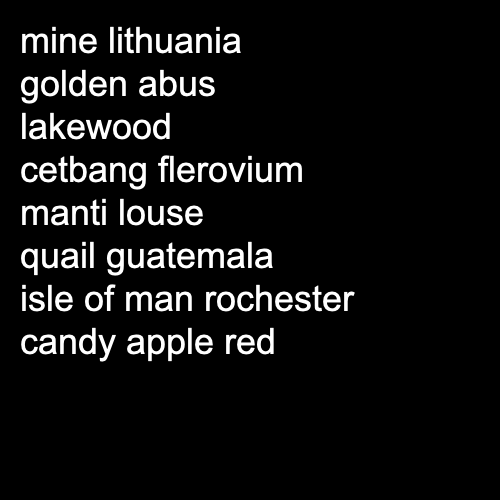 mine lithuania
golden abus
lakewood
cetbang flerovium
manti louse
quail guatemala
isle of man rochester
candy apple red